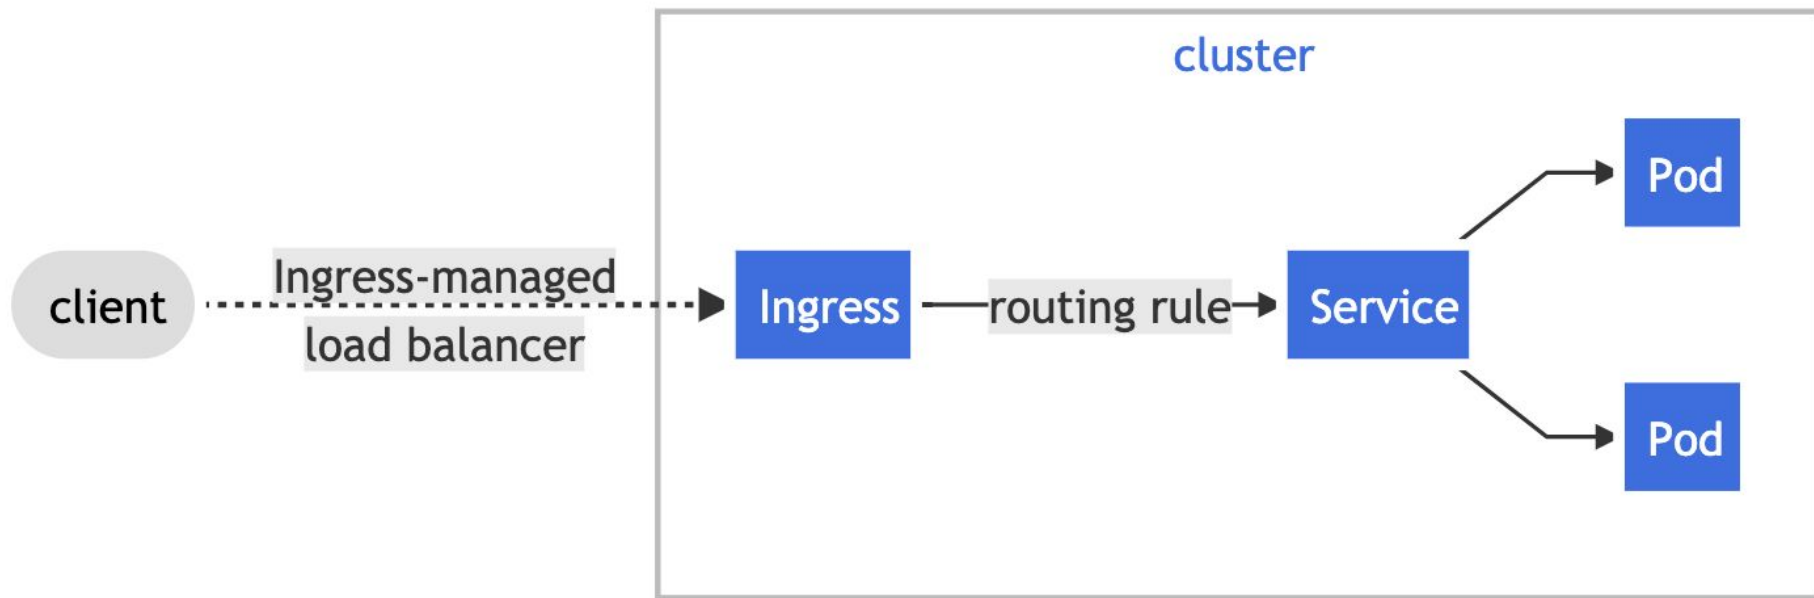 cluster
Pod
client
Ingress-managed
load balancer
Ingress
routing rule
Service
Pod